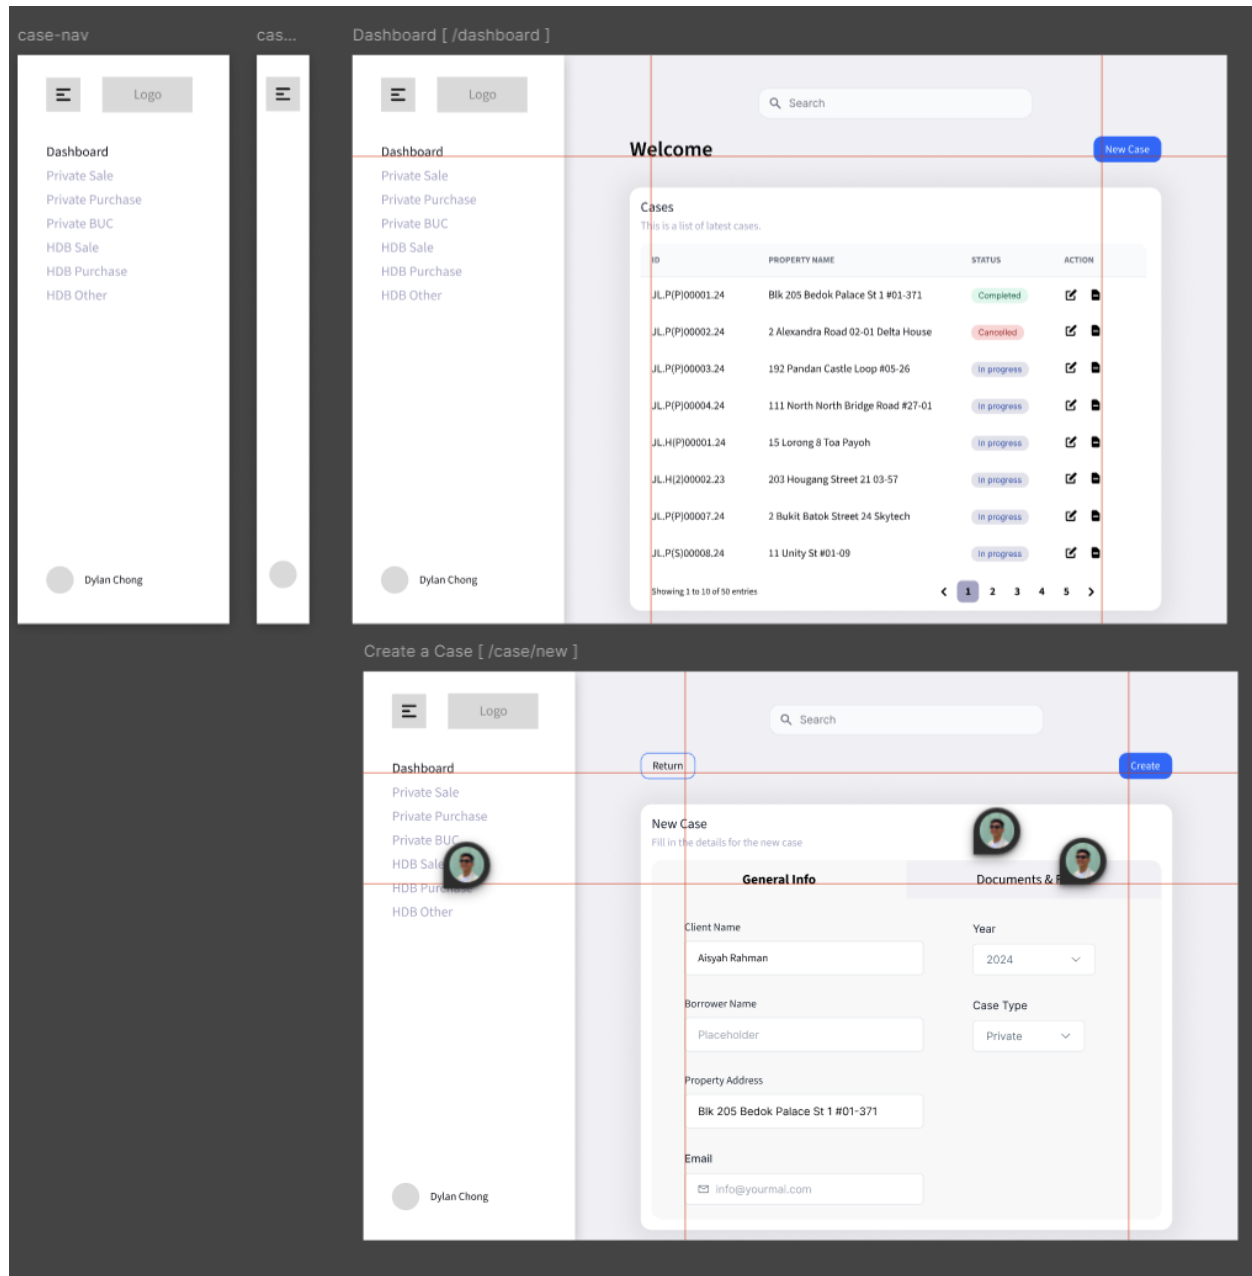 case-nav
cas...
Dashboard [ /dashboard ]
Logo
Dashboard
Private Sale
Private Purchase
Private BUC
HDB Sale
HDB Purchase
HDB Other
Dylan Chong
Logo
Dashboard
Private Sale
Private Purchase
Private BUC
HDB Sale
HDB Purchase
HDB Other
Dylan Chong
Search
Welcome
New Case
Cases
This is a list of latest cases.
ID PROPERTY NAME STATUS ACTION
JL.P(P)00001.24 Blk 205 Bedok Palace St 1 #01-371 Completed
JL.P(P)00002.24 2 Alexandra Road 02-01 Delta House Cancelled
JL.P(P)00003.24 192 Pandan Castle Loop #05-26 In progress
JL.P(P)00004.24 111 North North Bridge Road #27-01 In progress
JL.H(P)00001.24 15 Lorong 8 Toa Payoh In progress
JL.H(2)00002.23 203 Hougang Street 21 03-57 In progress
JL.P(P)00007.24 2 Bukit Batok Street 24 Skytech In progress
JL.P(S)00008.24 11 Unity St #01-09 In progress
Showing 1 to 10 of 50 entries
1 2 3 4 5
Create a Case [ /case/new ]
Logo
Dashboard
Private Sale
Private Purchase
Private BUC
HDB Sale
HDB Purchase
HDB Other
Dylan Chong
Search
Return
Create
New Case
Fill in the details for the new case
General Info
Documents &
Client Name
Aisyah Rahman
Year
2024
Borrower Name
Placeholder
Case Type
Private
Property Address
Blk 205 Bedok Palace St 1 #01-371
Email
info@yourmai.com